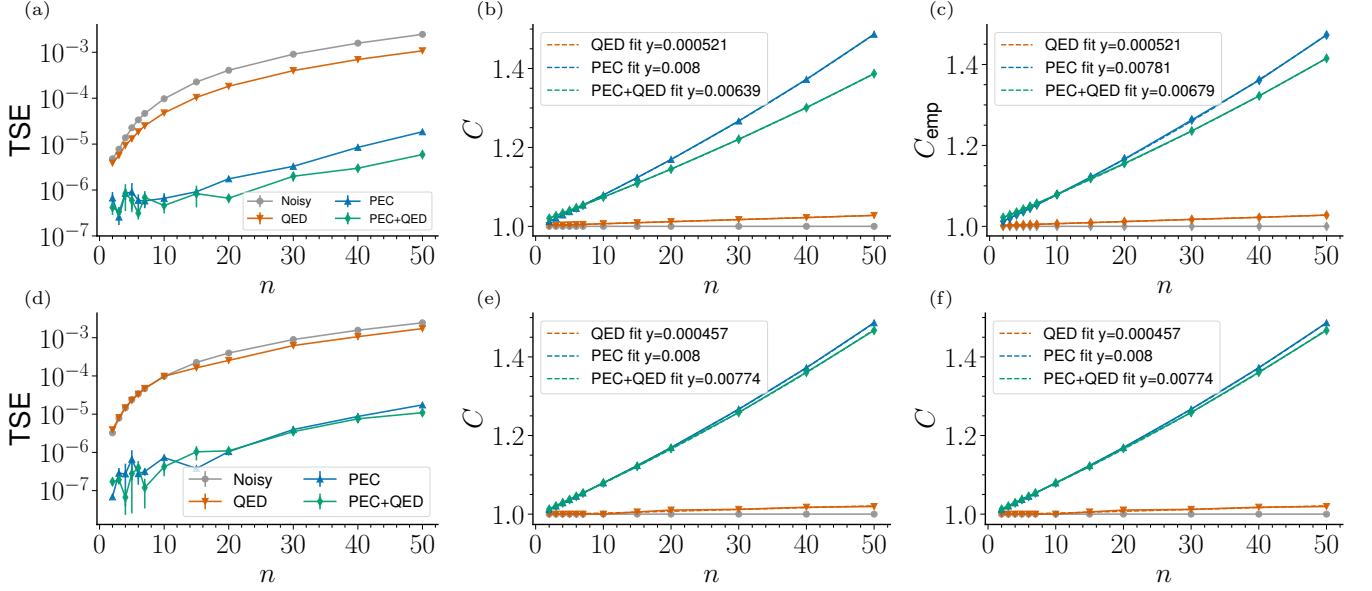 (a)
TSE
10⁻³
10⁻⁴
10⁻⁵
10⁻⁶
10⁻⁷
Noisy
QED
PEC
PEC+QED
0 10 20 30 40 50
n
(b)
C
1.4
1.2
1.0
QED fit y=0.000521
PEC fit y=0.008
PEC+QED fit y=0.00639
0 10 20 30 40 50
n
(c)
C_emp
1.4
1.2
1.0
QED fit y=0.000521
PEC fit y=0.00781
PEC+QED fit y=0.00679
0 10 20 30 40 50
n
(d)
TSE
10⁻³
10⁻⁴
10⁻⁵
10⁻⁶
10⁻⁷
Noisy
QED
PEC
PEC+QED
0 10 20 30 40 50
n
(e)
C
1.4
1.2
1.0
QED fit y=0.000457
PEC fit y=0.008
PEC+QED fit y=0.00774
0 10 20 30 40 50
n
(f)
C
1.4
1.2
1.0
QED fit y=0.000457
PEC fit y=0.008
PEC+QED fit y=0.00774
0 10 20 30 40 50
n